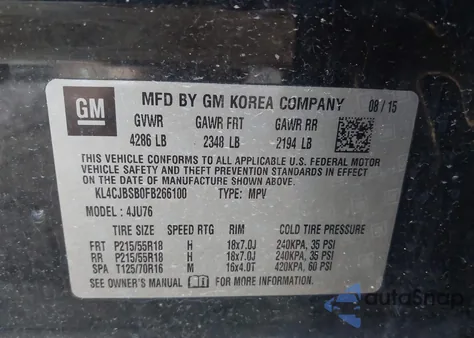 GM MFD BY GM KOREA COMPANY 08 / 15
GVWR GAWR FRT GAWR RR
4286 LB 2348 LB 2194 LB
THIS VEHICLE CONFORMS TO ALL APPLICABLE U.S. FEDERAL MOTOR
VEHICLE SAFETY AND THEFT PREVENTION STANDARDS IN
EFFECT ON THE DATE OF MANUFACTURE SHOWN ABOVE.
KL4CJBSB0FB266100 TYPE : MPV
MODEL : 4JU76
TIRE SIZE SPEED RTG RIM COLD TIRE PRESSURE
FRT P215/55R18 H 18x7.0J 240KPA, 35 PSI
RR P215/55R18 H 18x7.0J 240KPA, 35 PSI
SPA T125/70R16 M 16x4.0T 420KPA, 60 PSI
SEE OWNER'S MANUAL FOR MORE INFORMATION
autoSnap